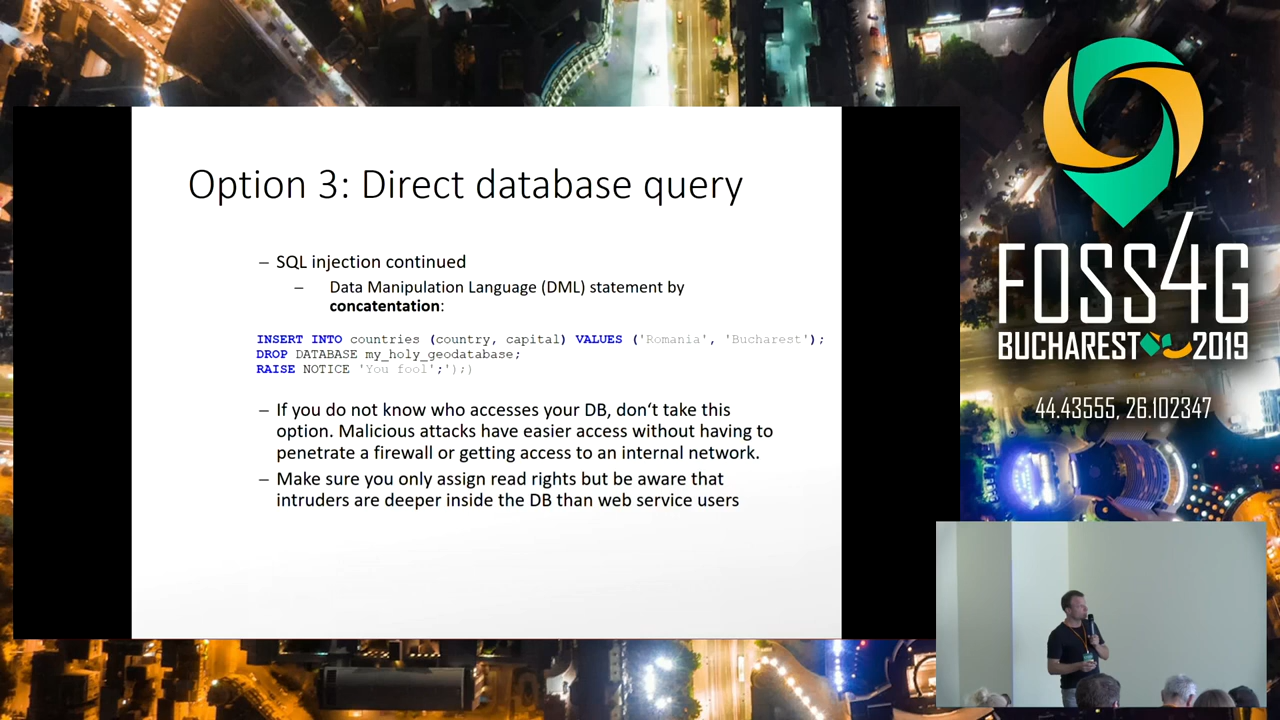 Option 3: Direct database query
– SQL injection continued
– Data Manipulation Language (DML) statement by
concatentation:
INSERT INTO countries (country, capital) VALUES ('Romania', 'Bucharest');
DROP DATABASE my_holy_geodatabase;
RAISE NOTICE 'You fool';');)
– If you do not know who accesses your DB, don‘t take this
option. Malicious attacks have easier access without having to
penetrate a firewall or getting access to an internal network.
– Make sure you only assign read rights but be aware that
intruders are deeper inside the DB than web service users
FOSS4G
BUCHAREST 2019
44.43555, 26.102347